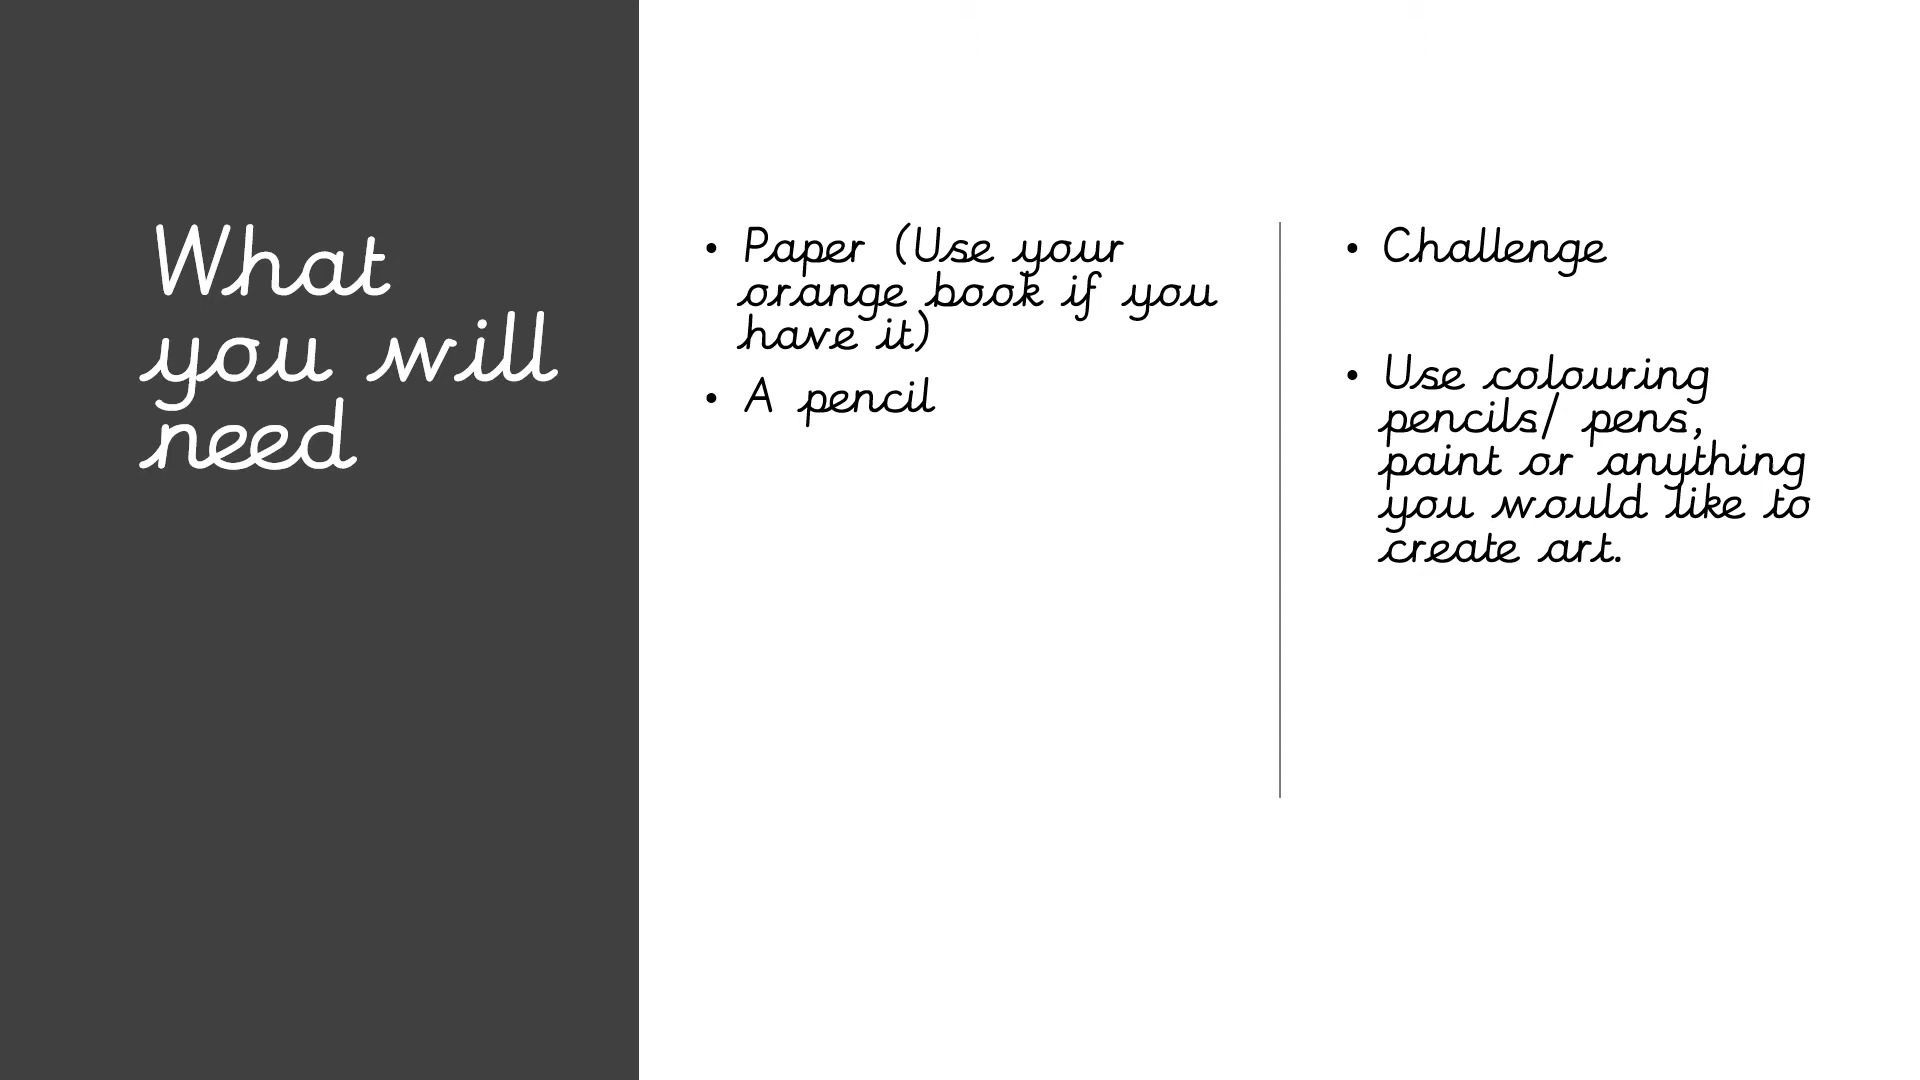 What
you will
need
• Paper (Use your
orange book if you
have it)
• A pencil
• Challenge
• Use colouring
pencils/ pens,
paint or anything
you would like to
create art.